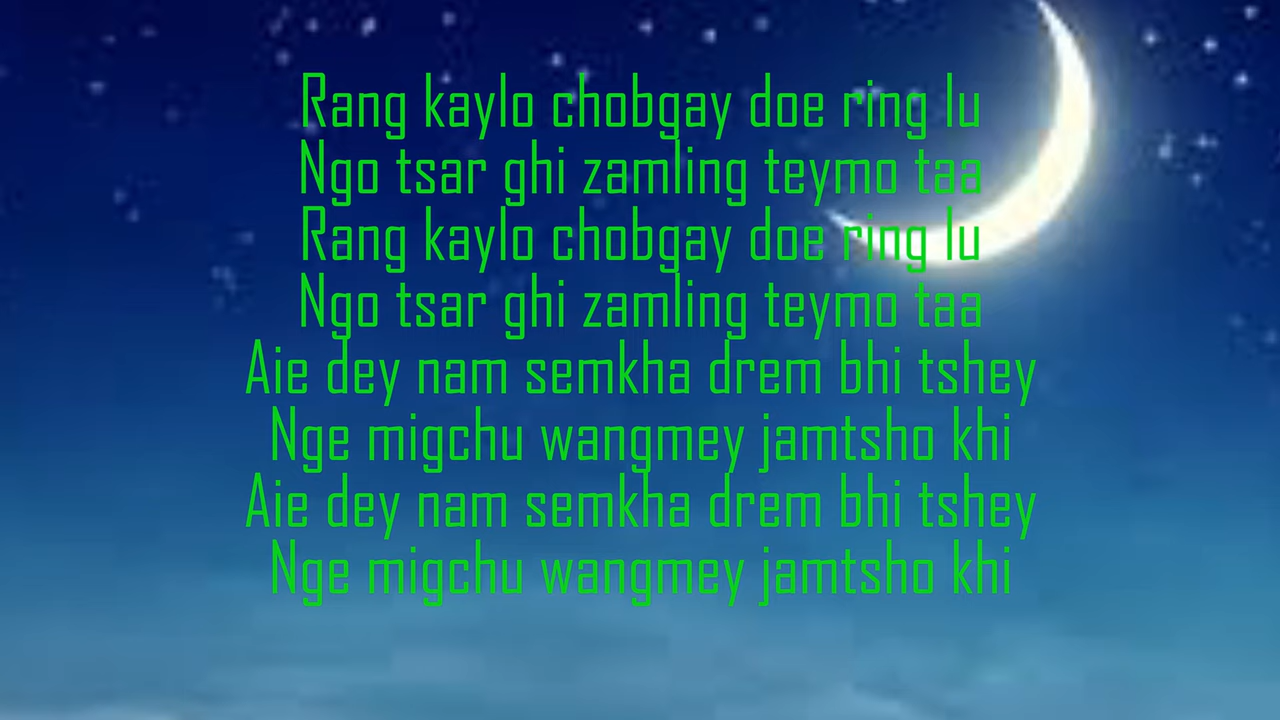 Rang kaylo chobgay doe ring lu
Ngo tsar ghi zamling teymo taa
Rang kaylo chobgay doe ring lu
Ngo tsar ghi zamling teymo taa
Aie dey nam semkha drem bhi tshey
Nge migchu wangmey jamtsho khi
Aie dey nam semkha drem bhi tshey
Nge migchu wangmey jamtsho khi